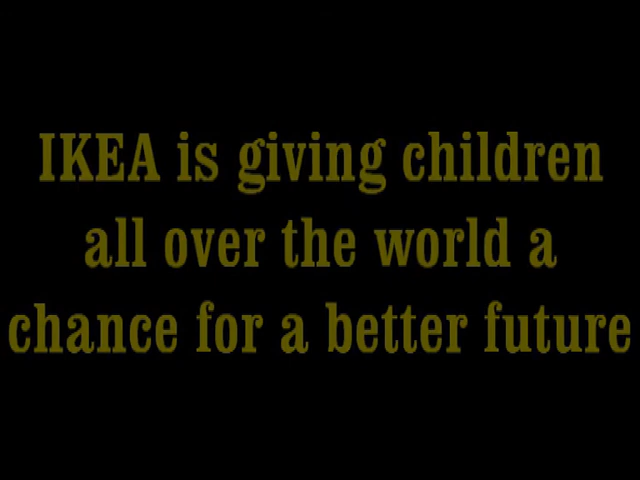 IKEA is giving children
all over the world a
chance for a better future